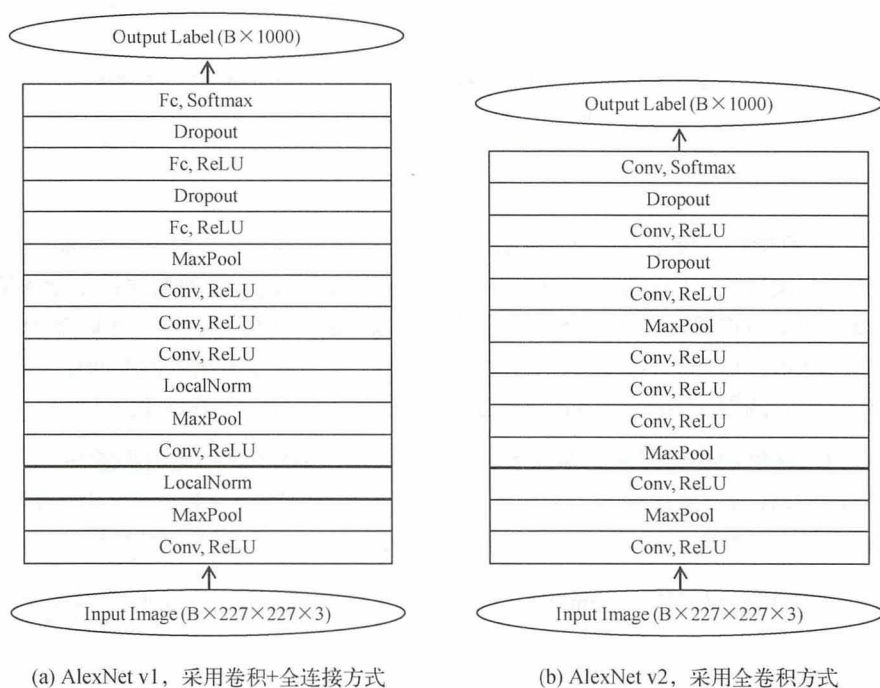 Output Label (B×1000)
Fc, Softmax
Dropout
Fc, ReLU
Dropout
Fc, ReLU
MaxPool
Conv, ReLU
Conv, ReLU
Conv, ReLU
LocalNorm
MaxPool
Conv, ReLU
LocalNorm
MaxPool
Conv, ReLU
Input Image (B×227×227×3)
(a) AlexNet v1，采用卷积+全连接方式
Output Label (B×1000)
Conv, Softmax
Dropout
Conv, ReLU
Dropout
Conv, ReLU
MaxPool
Conv, ReLU
Conv, ReLU
Conv, ReLU
MaxPool
Conv, ReLU
MaxPool
Conv, ReLU
Input Image (B×227×227×3)
(b) AlexNet v2，采用全卷积方式